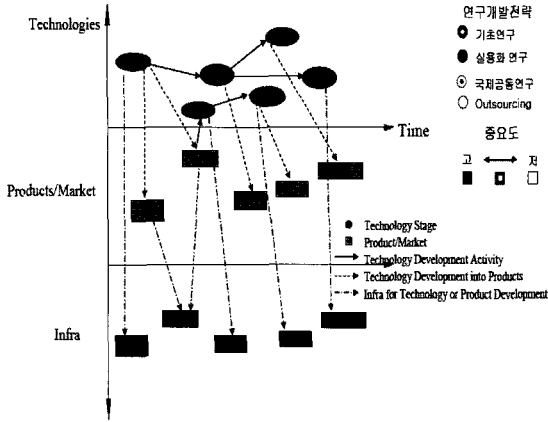 Technologies
Time
Products/Market
Infra
연구개발전략
기초연구
실용화 연구
국제공동연구
Outsourcing
중요도
고
저
Technology Stage
Product/Market
Technology Development Activity
Technology Development into Products
Infra for Technology or Product Development